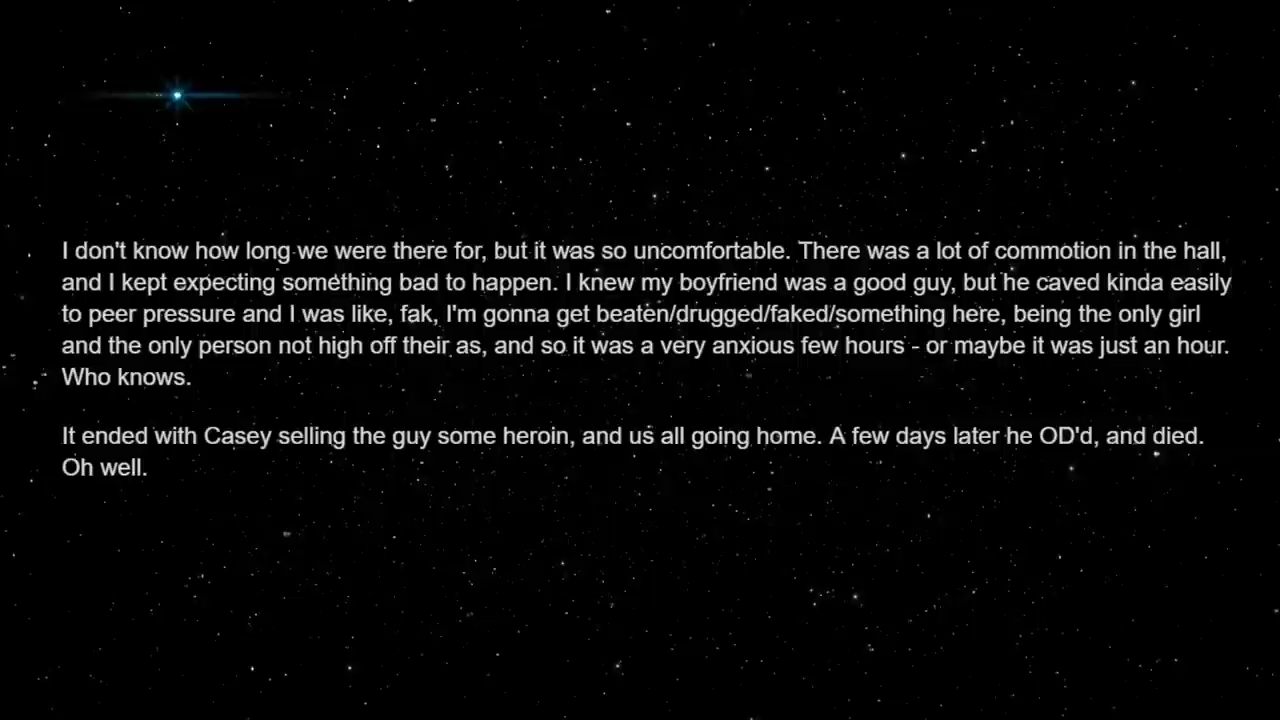 I don't know how long we were there for, but it was so uncomfortable. There was a lot of commotion in the hall,
and I kept expecting something bad to happen. I knew my boyfriend was a good guy, but he caved kinda easily
to peer pressure and I was like, fak, I'm gonna get beaten/drugged/faked/something here, being the only girl
and the only person not high off their as, and so it was a very anxious few hours - or maybe it was just an hour.
Who knows.
It ended with Casey selling the guy some heroin, and us all going home. A few days later he OD'd, and died.
Oh well.